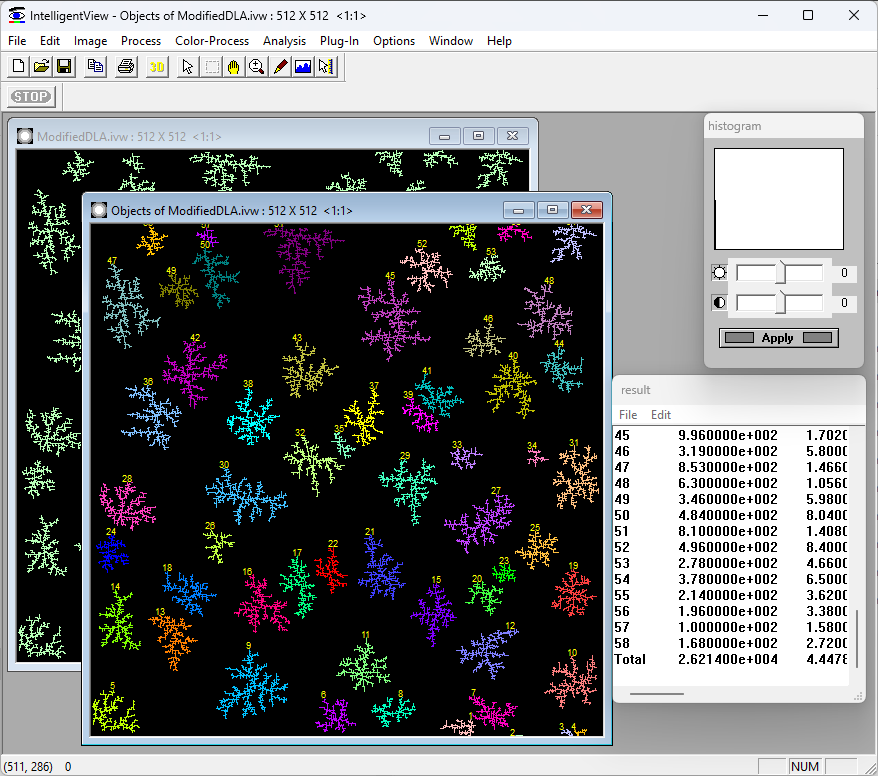 IntelligentView - Objects of ModifiedDLA.ivw : 512 X 512 <1:1>
File Edit Image Process Color-Process Analysis Plug-In Options Window Help
3D
STOP
ModifiedDLA.ivw : 512 X 512 <1:1>
Objects of ModifiedDLA.ivw : 512 X 512 <1:1>
50
52
53
47
49
45
48
46
42
43
44
40
41
36
38
37
39
32
35
33
34
31
29
30
28
27
26
25
24
22
21
23
20
19
18
17
16
15
14
13
12
11
10
9
8
7
6
5
4
3
2
1
histogram
0
0
Apply
result
File Edit
45 9.960000e+002 1.7020
46 3.190000e+002 5.8000
47 8.530000e+002 1.4660
48 6.300000e+002 1.0560
49 3.460000e+002 5.9800
50 4.840000e+002 8.0400
51 8.100000e+002 1.4080
52 4.960000e+002 8.4000
53 2.780000e+002 4.6600
54 3.780000e+002 6.5000
55 2.140000e+002 3.6200
56 1.960000e+002 3.3800
57 1.000000e+002 1.5800
58 1.680000e+002 2.7200
Total 2.621400e+004 4.4478
(511, 286) 0
NUM